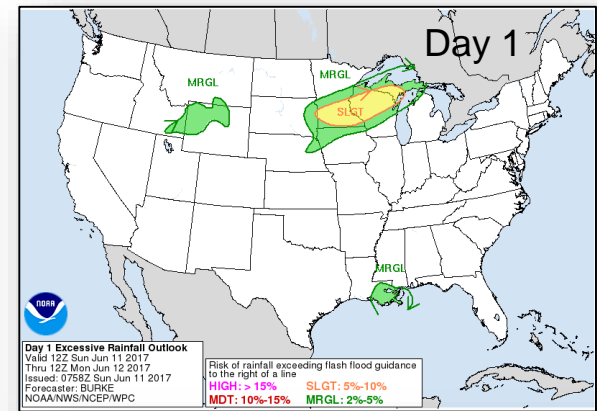 Day 1
MRGL
MRGL
SLGT
MRGL
NOAA
Day 1 Excessive Rainfall Outlook
Valid 12Z Sun Jun 11 2017
Thru 12Z Mon Jun 12 2017
Issued: 0758Z Sun Jun 11 2017
Forecaster: BURKE
NOAA/NWS/NCEP/WPC
Risk of rainfall exceeding flash flood guidance
to the right of a line
HIGH: > 15% SLGT: 5%-10%
MDT: 10%-15% MRGL: 2%-5%